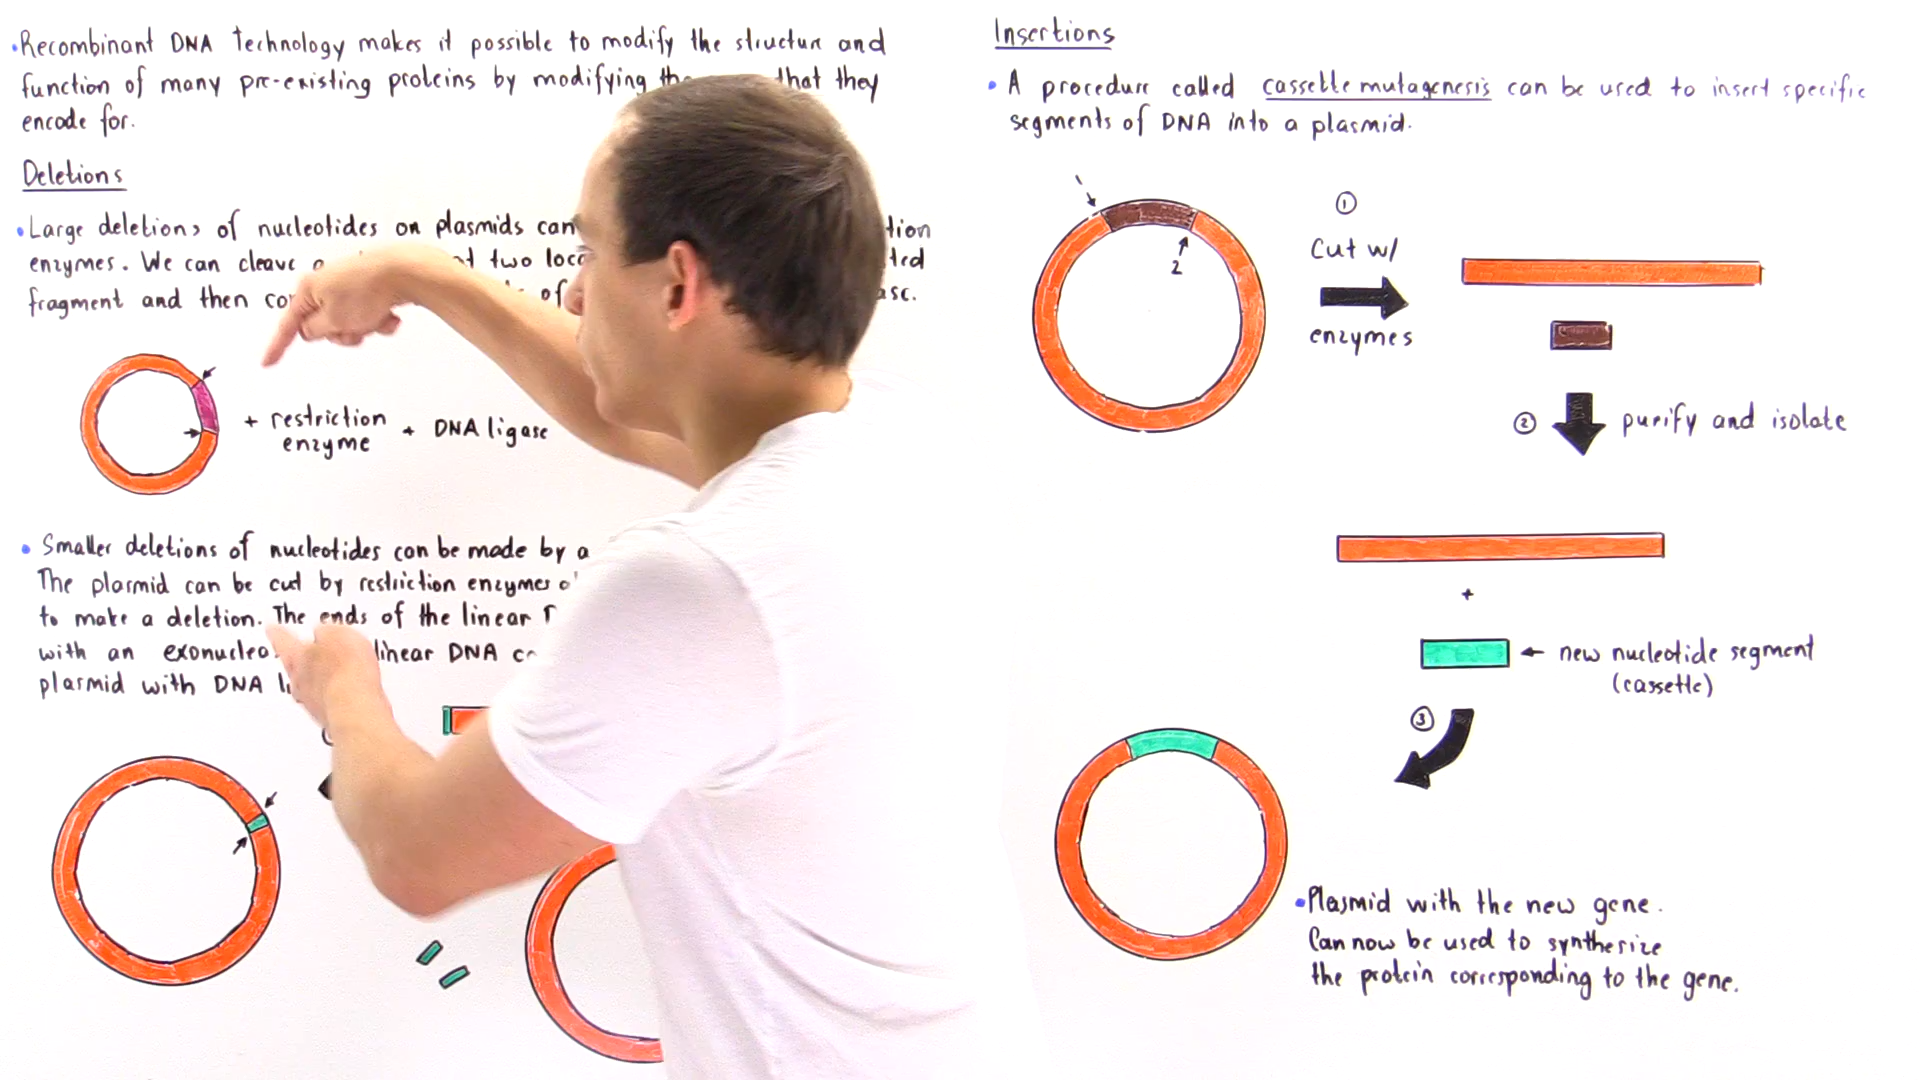 •Recombinant DNA Technology makes it possible to modify the structure and
function of many pre-existing proteins by modifying the that they
encode for.
Deletions
•Large deletions of nucleotides on plasmids can tion
enzymes. We can cleave two
fragment and then of
+ restriction
enzyme
+ DNA ligase
• Smaller deletions of nucleotides can be made by a
The plasmid can be cut by restriction enzymes
to make a deletion. The ends of the linear
with an linear DNA
plasmid with DNA
Insertions
• A procedure called cassette mutagenesis can be used to insert specific
segments of DNA into a plasmid.
1
2
①
Cut w/
enzymes
② purify and isolate
+
new nucleotide segment
(cassette)
③
•Plasmid with the new gene.
Can now be used to synthesize
the protein corresponding to the gene.